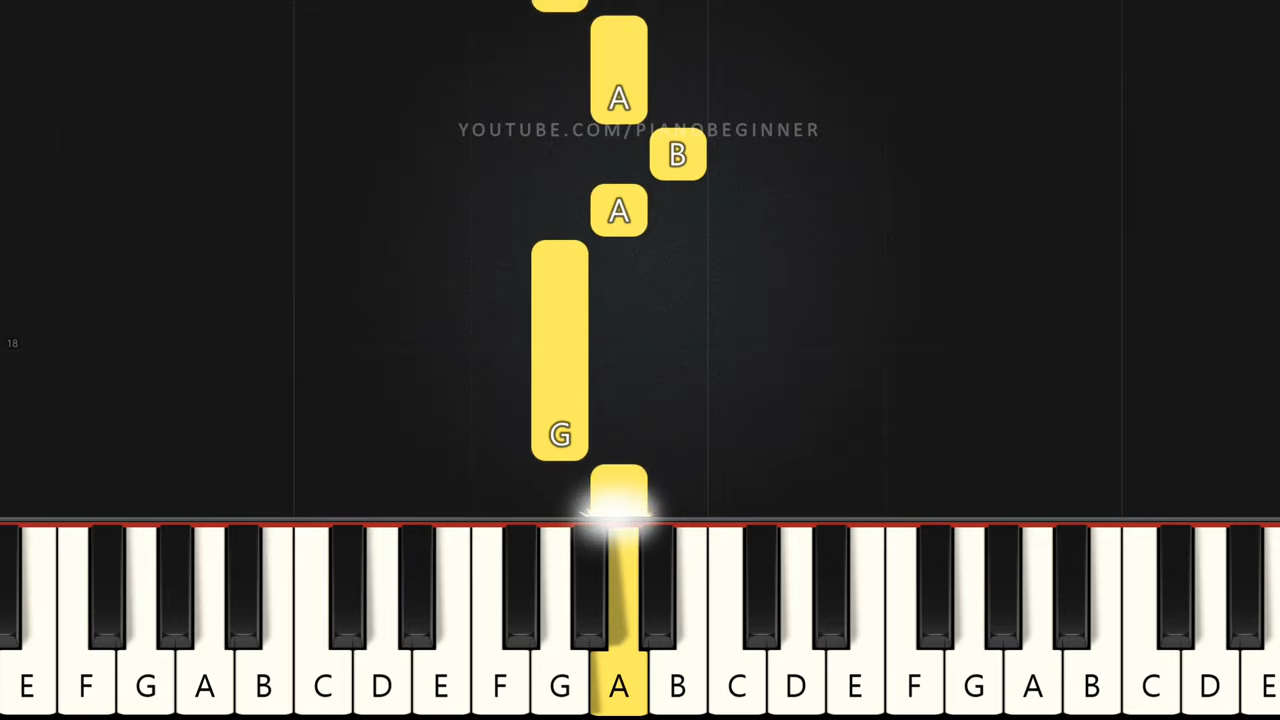 A
YOUTUBE.COM/PIANOBEGINNER
B
A
18
G
E F G A B C D E F G A B C D E F G A B C D E